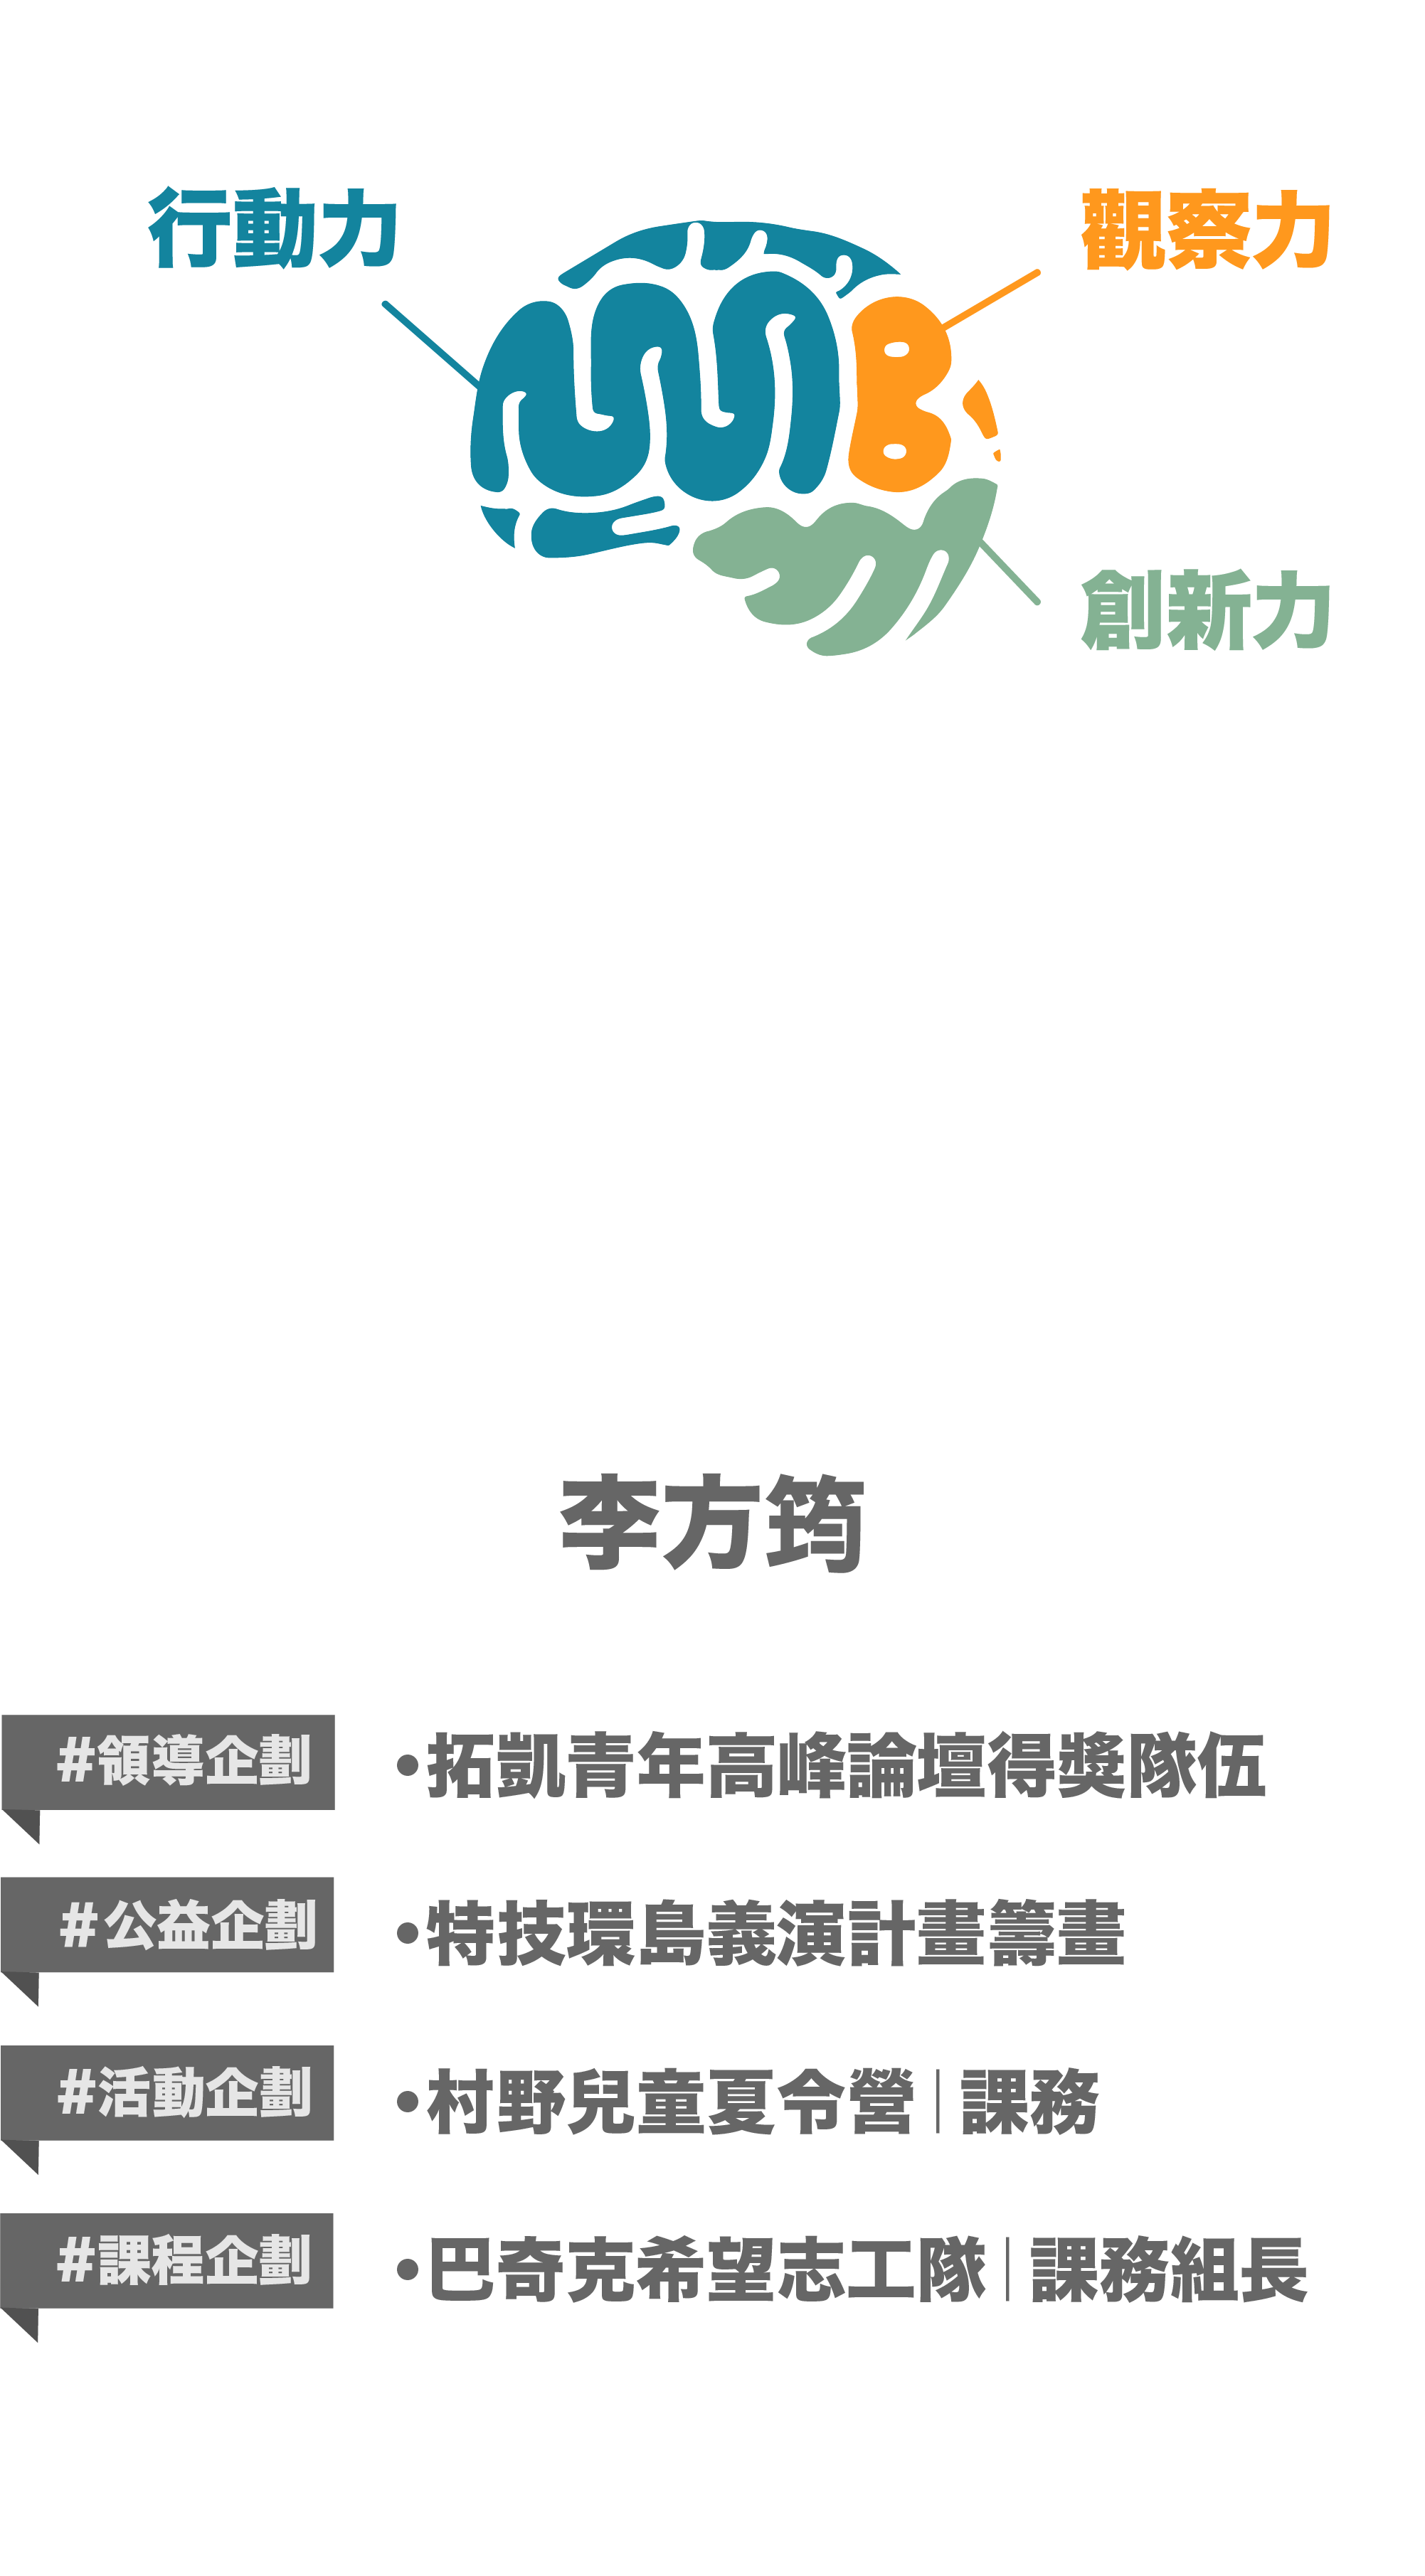 行動力
觀察力
創新力
李方筠
#領導企劃 •拓凱青年高峰論壇得獎隊伍
#公益企劃 •特技環島義演計畫籌畫
#活動企劃 •村野兒童夏令營|課務
#課程企劃 •巴奇克希望志工隊|課務組長